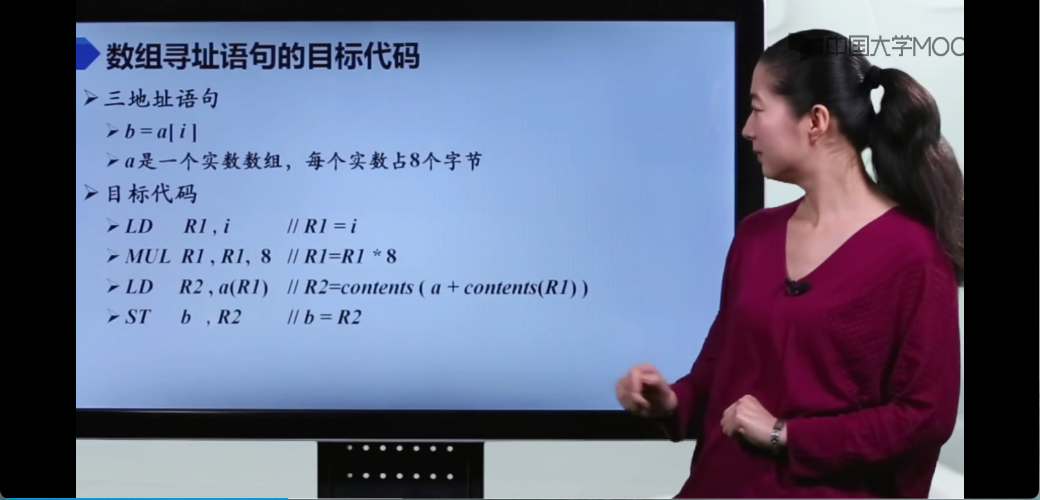 中国大学MOC
数组寻址语句的目标代码
三地址语句
b = a[ i ]
a是一个实数数组，每个实数占8个字节
目标代码
LD R1 , i // R1 = i
MUL R1 , R1, 8 // R1=R1 * 8
LD R2 , a(R1) // R2=contents ( a + contents(R1) )
ST b , R2 // b = R2